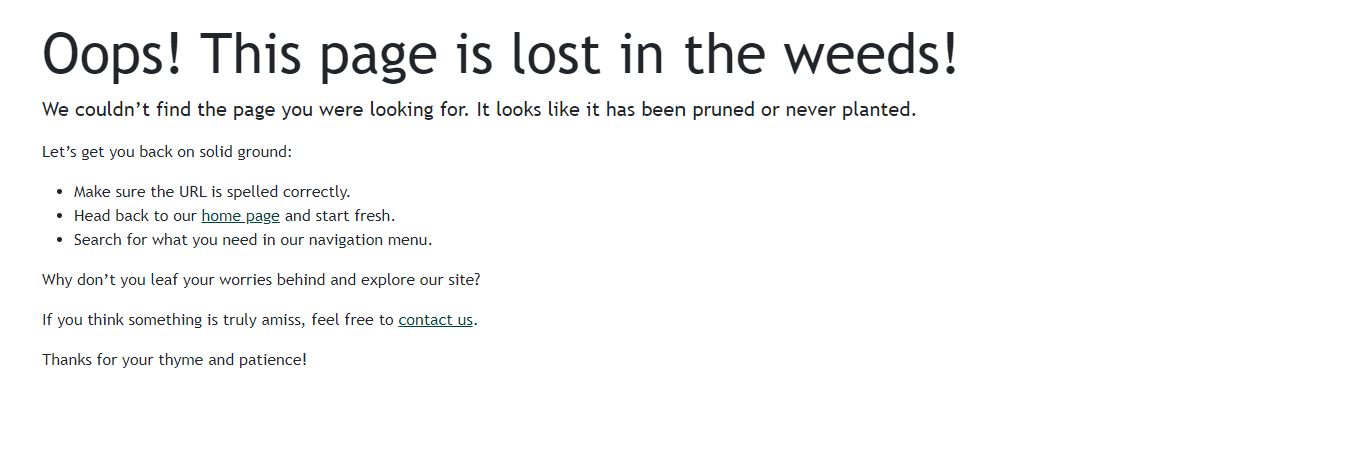 Oops! This page is lost in the weeds!
We couldn’t find the page you were looking for. It looks like it has been pruned or never planted.
Let’s get you back on solid ground:
• Make sure the URL is spelled correctly.
• Head back to our home page and start fresh.
• Search for what you need in our navigation menu.
Why don’t you leaf your worries behind and explore our site?
If you think something is truly amiss, feel free to contact us.
Thanks for your thyme and patience!